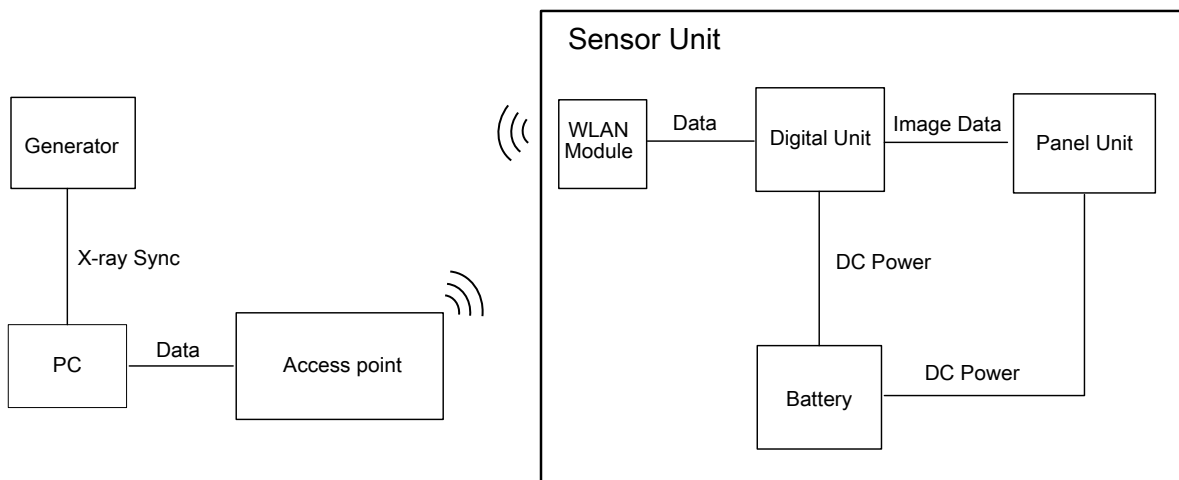 Sensor Unit
Generator
X-ray Sync
PC
Data
Access point
WLAN
Module
Data
Digital Unit
Image Data
Panel Unit
DC Power
Battery
DC Power